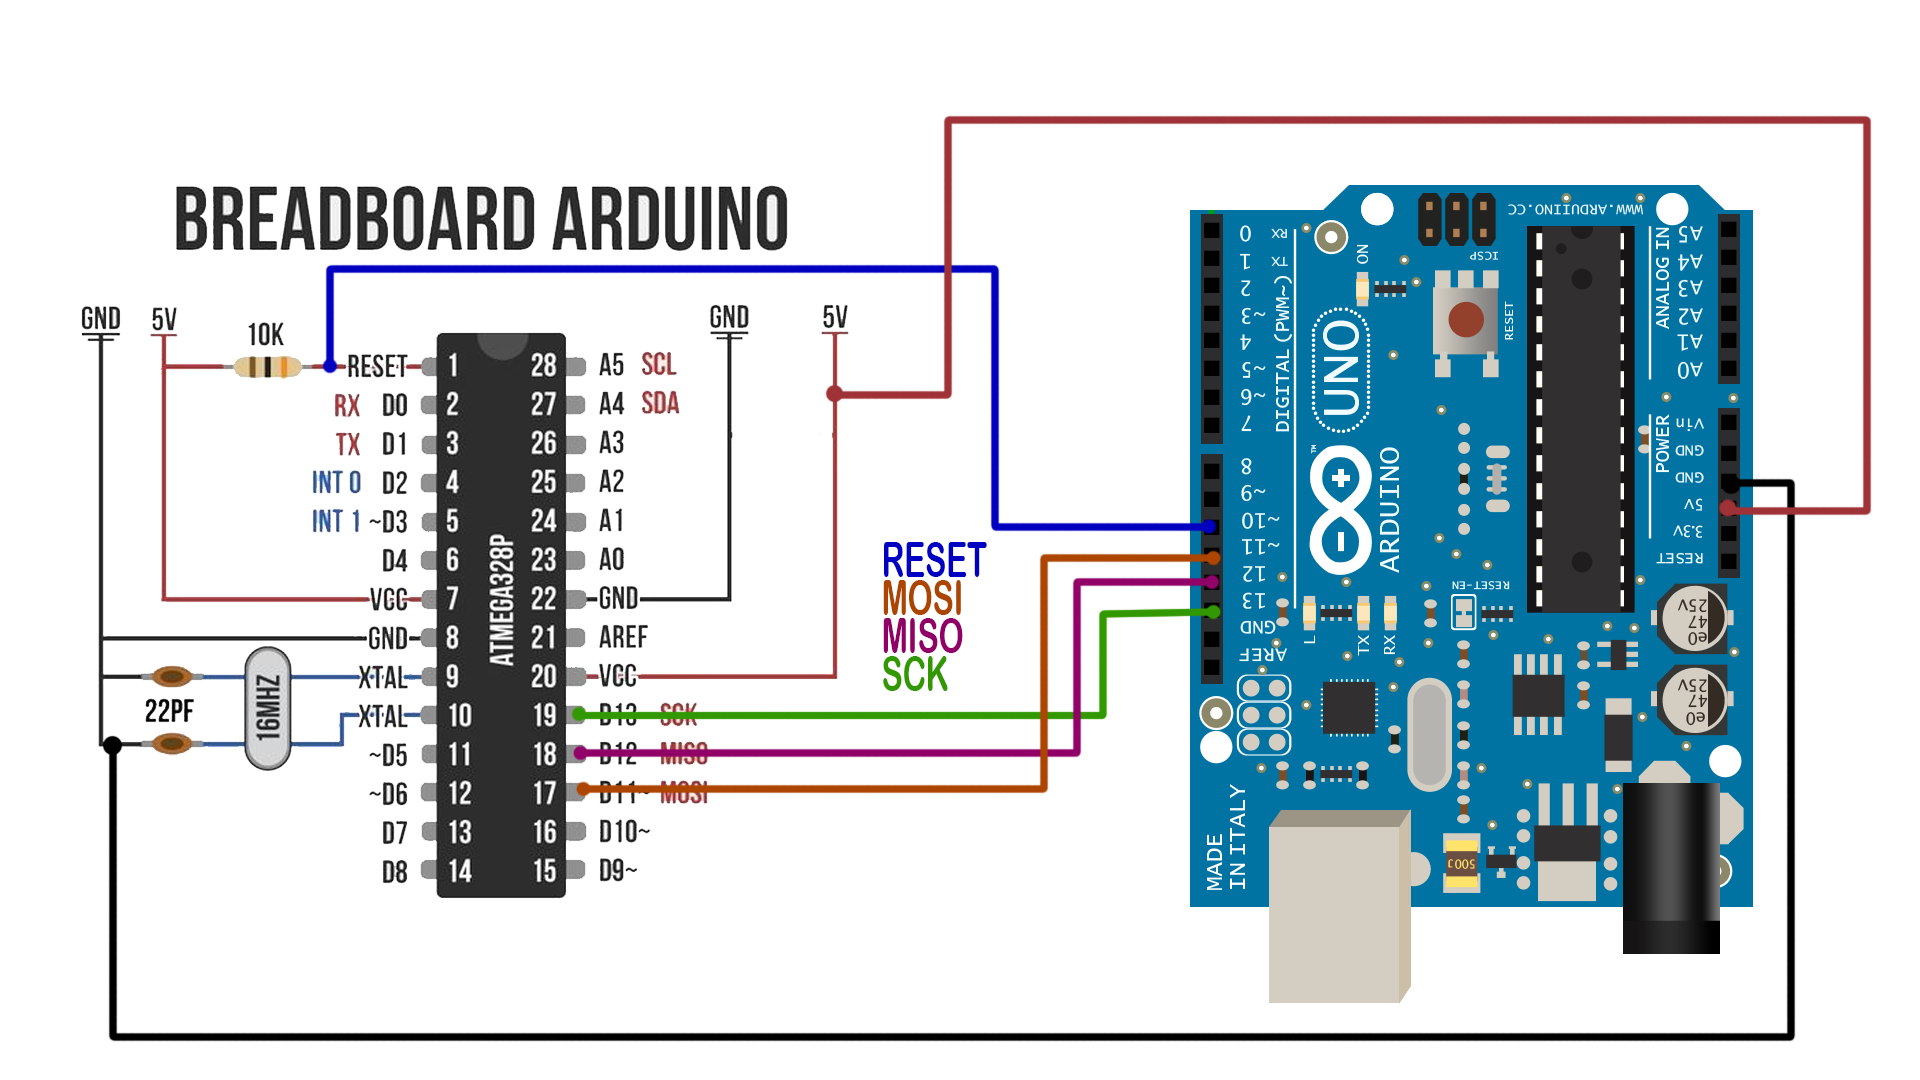 BREADBOARD ARDUINO
GND
5V
10K
GND
5V
RESET 1
28 A5 SCL
RX D0 2
27 A4 SDA
TX D1 3
26 A3
INT 0 D2 4
25 A2
INT 1 ~D3 5
24 A1
D4 6
23 A0
VCC 7
22 GND
GND 8
21 AREF
XTAL 9
20 VCC
XTAL 10
19 D13 SCK
~D5 11
18 D12 MISO
~D6 12
17 D11~ MOSI
D7 13
16 D10~
D8 14
15 D9~
ATMEGA328P
22PF
16MHZ
RESET
MOSI
MISO
SCK
0 RX
1 TX
2
~3
4
~5
~6
7
8
~9
~10
~11
12
13
GND
AREF
DIGITAL (PWM~)
ON
ICSP
WWW.ARDUIINO.CC
RESET
UNO
™
ARDUINO
ANALOG IN
A5
A4
A3
A2
A1
A0
POWER
Vin
GND
GND
5V
3.3V
RESET
RESET-EN
L
TX
RX
25V
47
e0
25V
47
e0
500J
MADE
IN ITALY